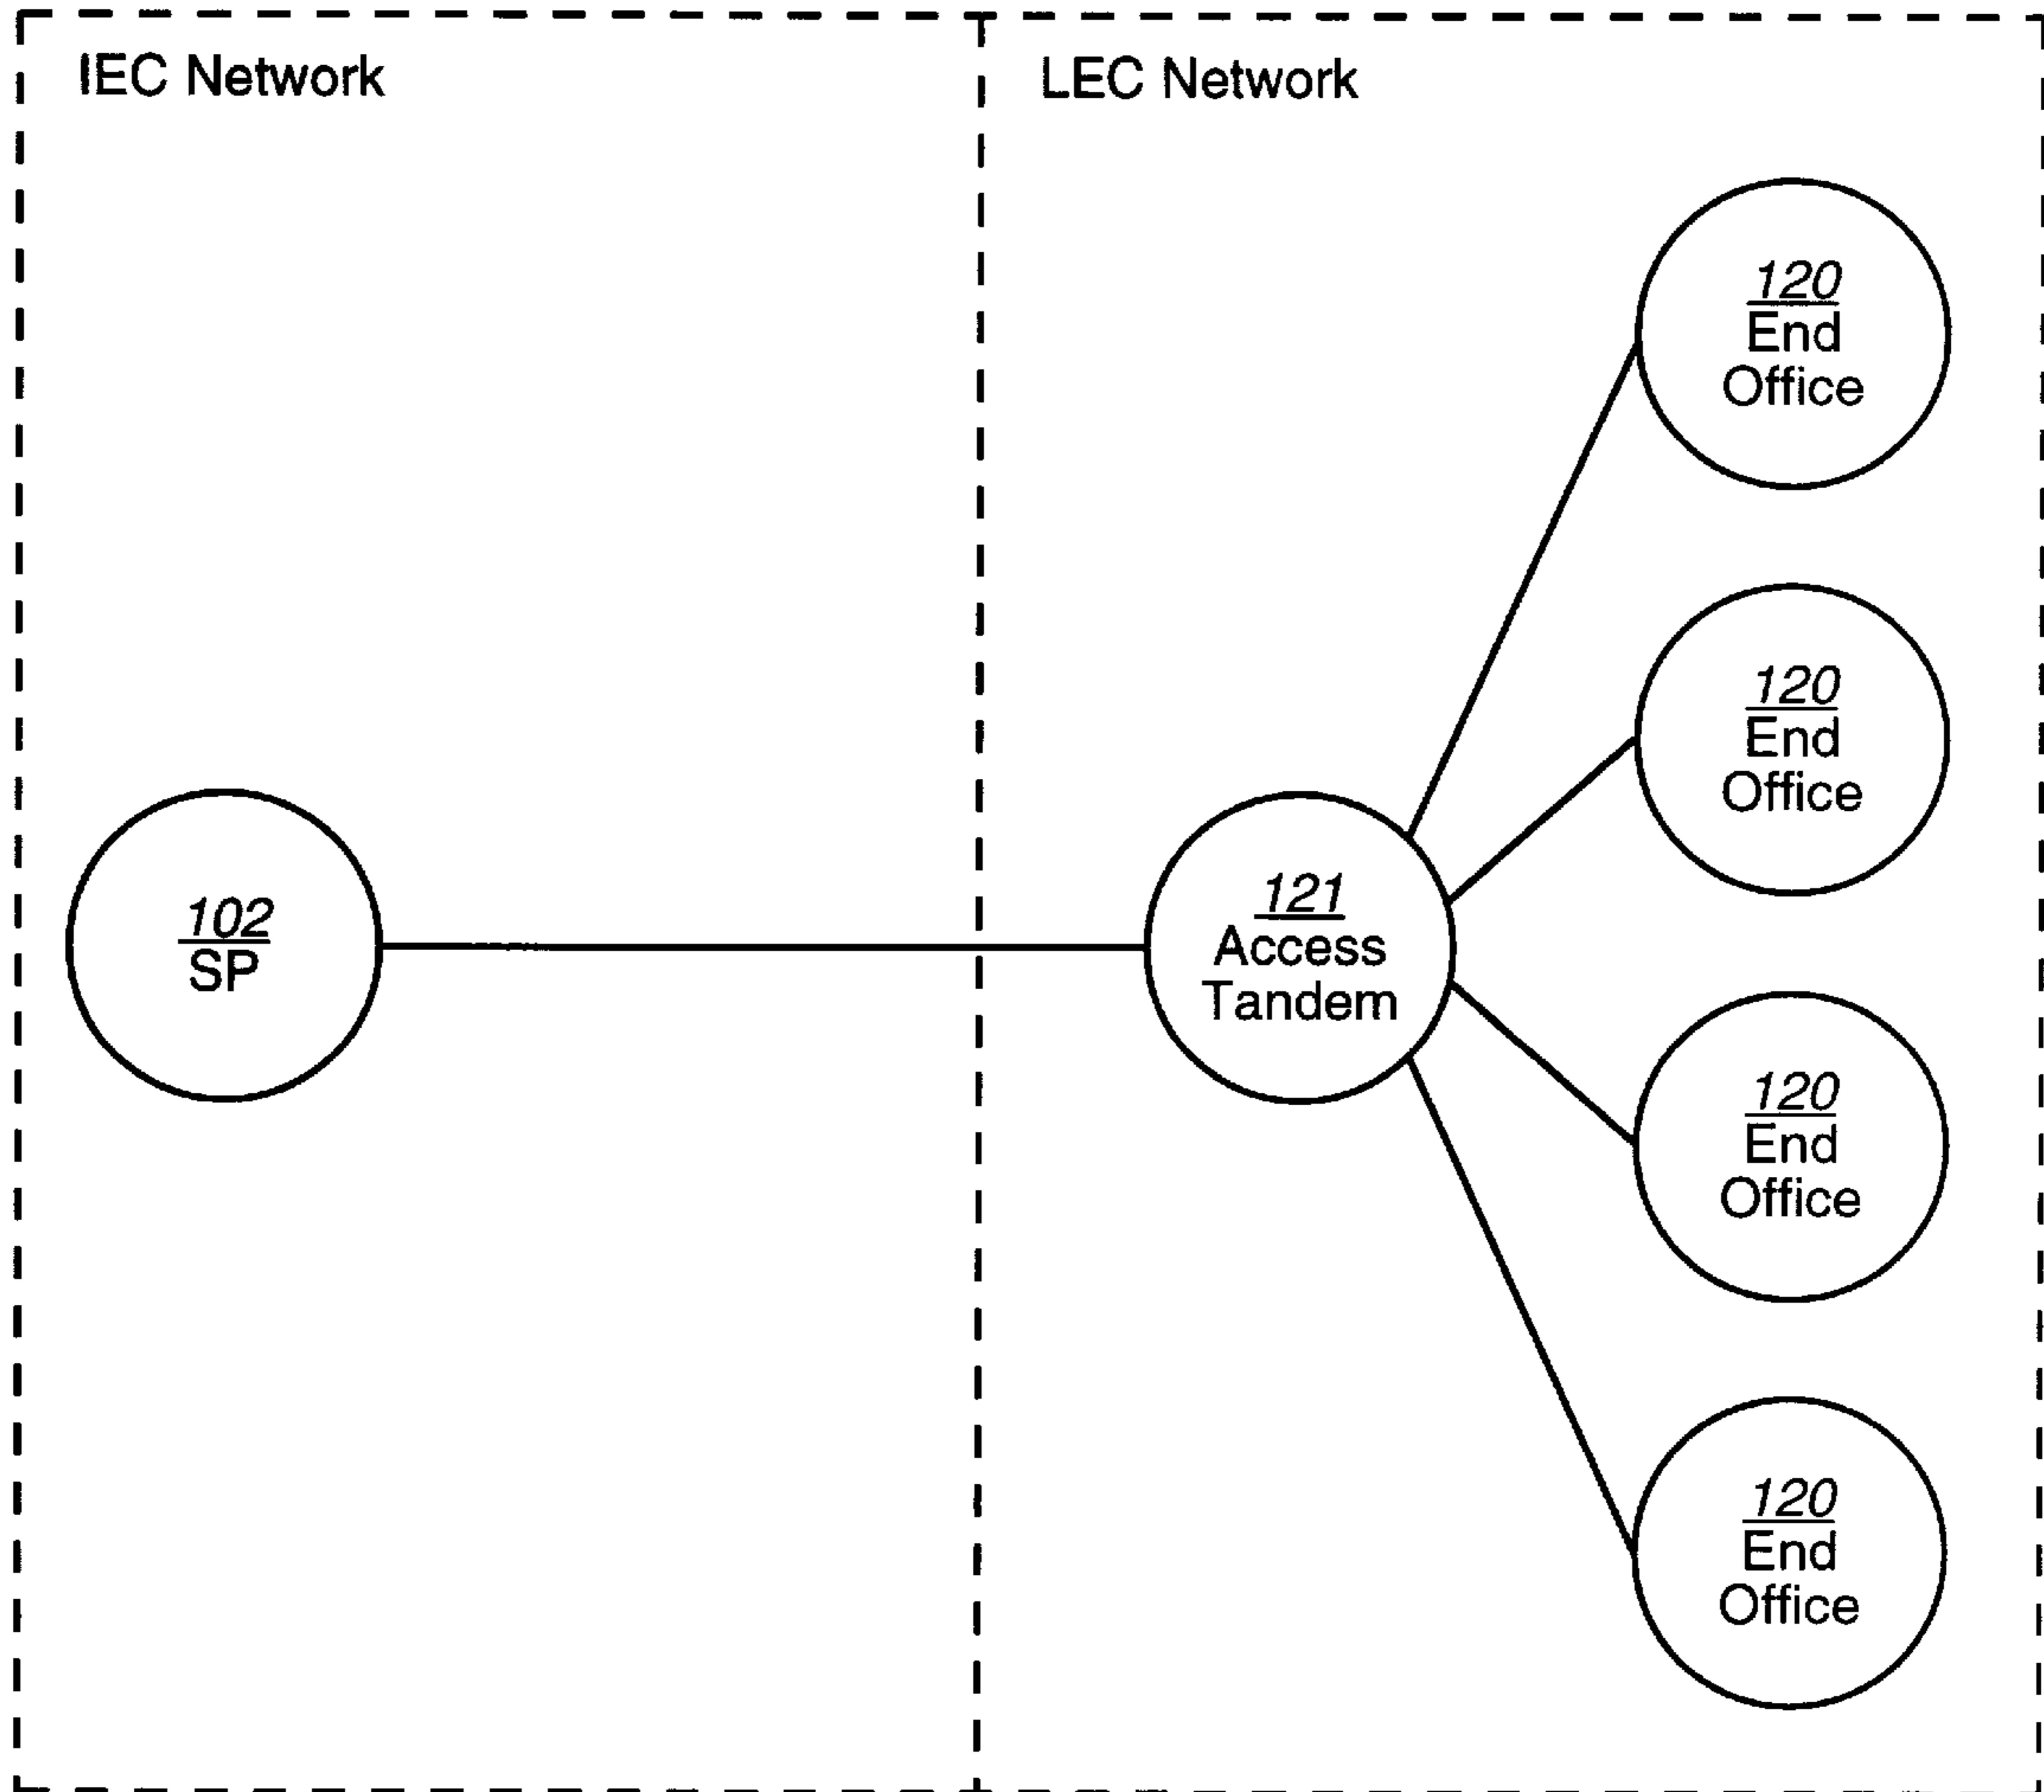 IEC Network
LEC Network
120
End
Office
120
End
Office
102
SP
121
Access
Tandem
120
End
Office
120
End
Office